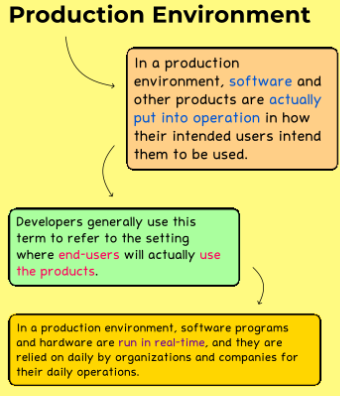 Production Environment
In a production
environment, software and
other products are actually
put into operation in how
their intended users intend
them to be used.
Developers generally use this
term to refer to the setting
where end-users will actually use
the products.
In a production environment, software programs
and hardware are run in real-time, and they are
relied on daily by organizations and companies for
their daily operations.